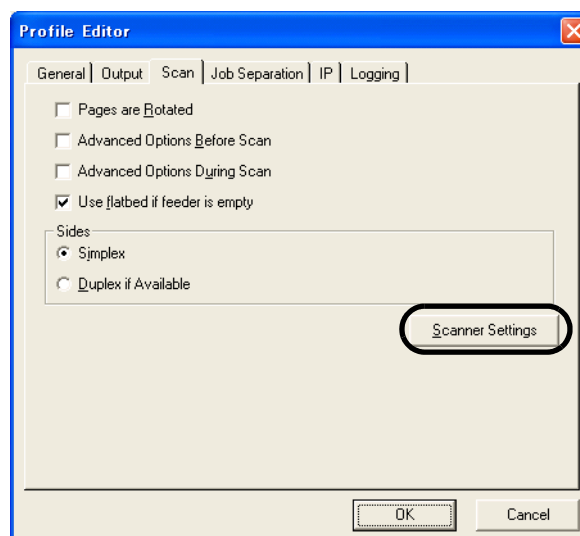 Profile Editor
General Output Scan Job Separation IP Logging
Pages are Rotated
Advanced Options Before Scan
Advanced Options During Scan
Use flatbed if feeder is empty
Sides
Simplex
Duplex if Available
Scanner Settings
OK Cancel